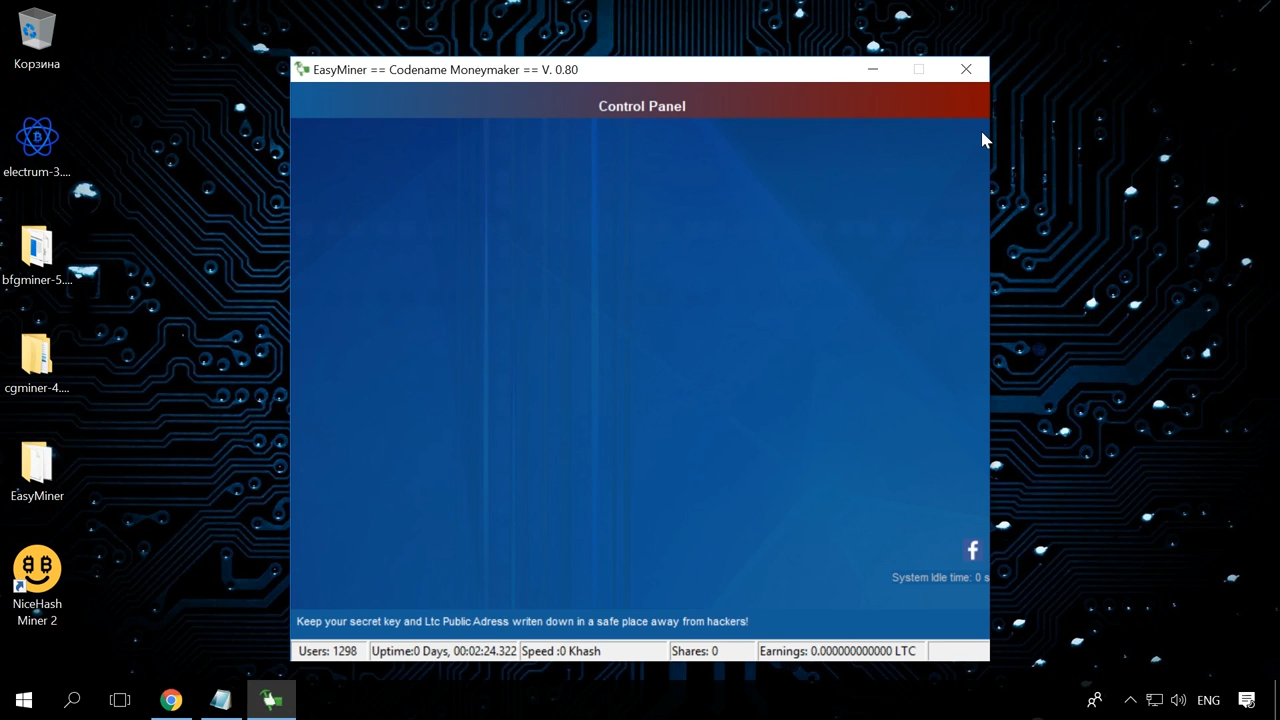 Корзина
electrum-3....
bfgminer-5....
cgminer-4....
EasyMiner
NiceHash
Miner 2
EasyMiner == Codename Moneymaker == V. 0.80
Control Panel
System Idle time: 0 s
Keep your secret key and Ltc Public Adress writen down in a safe place away from hackers!
Users: 1298 Uptime:0 Days, 00:02:24.322 Speed :0 Khash Shares: 0 Earnings: 0.000000000000 LTC
ENG